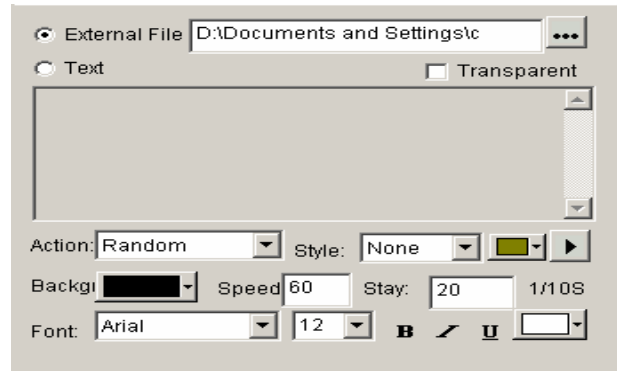 External File D:\Documents and Settings\c ...
Text Transparent
Action: Random Style: None
Backgr Speed 60 Stay: 20 1/10S
Font: Arial 12 B I U